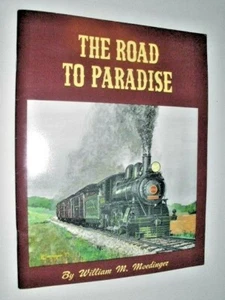 THE ROAD
TO PARADISE
By William M. Moedinger